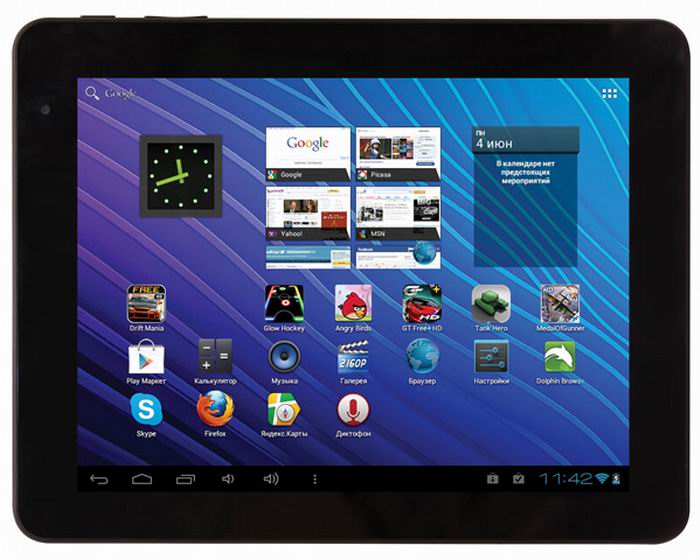 Google
ПН
4 июн
В календаре нет
предстоящих
мероприятий
Google
Google
Picasa
Yahoo!
MSN
FREE
HD
HD
Drift Mania
Glow Hockey
Angry Birds
GT Free+ HD
Tank Hero
MedalOfGunner
2160P
Play Маркет
Калькулятор
Музыка
Галерея
Браузер
Настройки
Dolphin Brows
Skype
Firefox
Яндекс.Карты
Диктофон
11:42